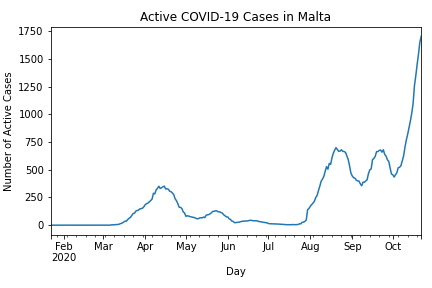 Active COVID-19 Cases in Malta
1750
1500
1250
1000
750
500
250
0
Number of Active Cases
Feb Mar Apr May Jun Jul Aug Sep Oct
2020
Day